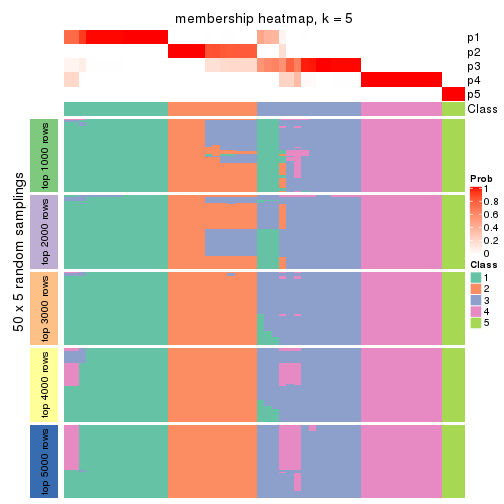 membership heatmap, k = 5
p1
p2
p3
p4
p5
Class
50 x 5 random samplings
top 1000 rows
top 2000 rows
top 3000 rows
top 4000 rows
top 5000 rows
Prob
1
0.8
0.6
0.4
0.2
0
Class
1
2
3
4
5